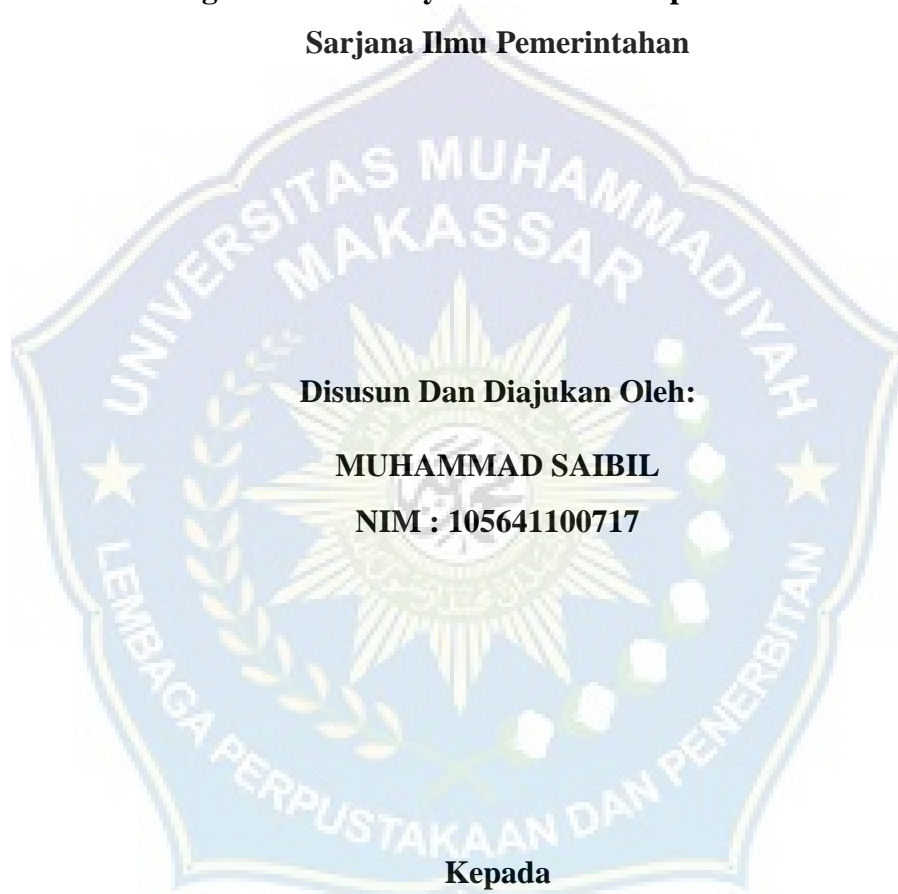 Sarjana Ilmu Pemerintahan
UNIVERSITAS MUHAMMADIYAH
MAKASSAR
Disusun Dan Diajukan Oleh:
MUHAMMAD SAIBIL
NIM : 105641100717
LEMBAGA PERPUSTAKAAN DAN PENERBITAN
Kepada